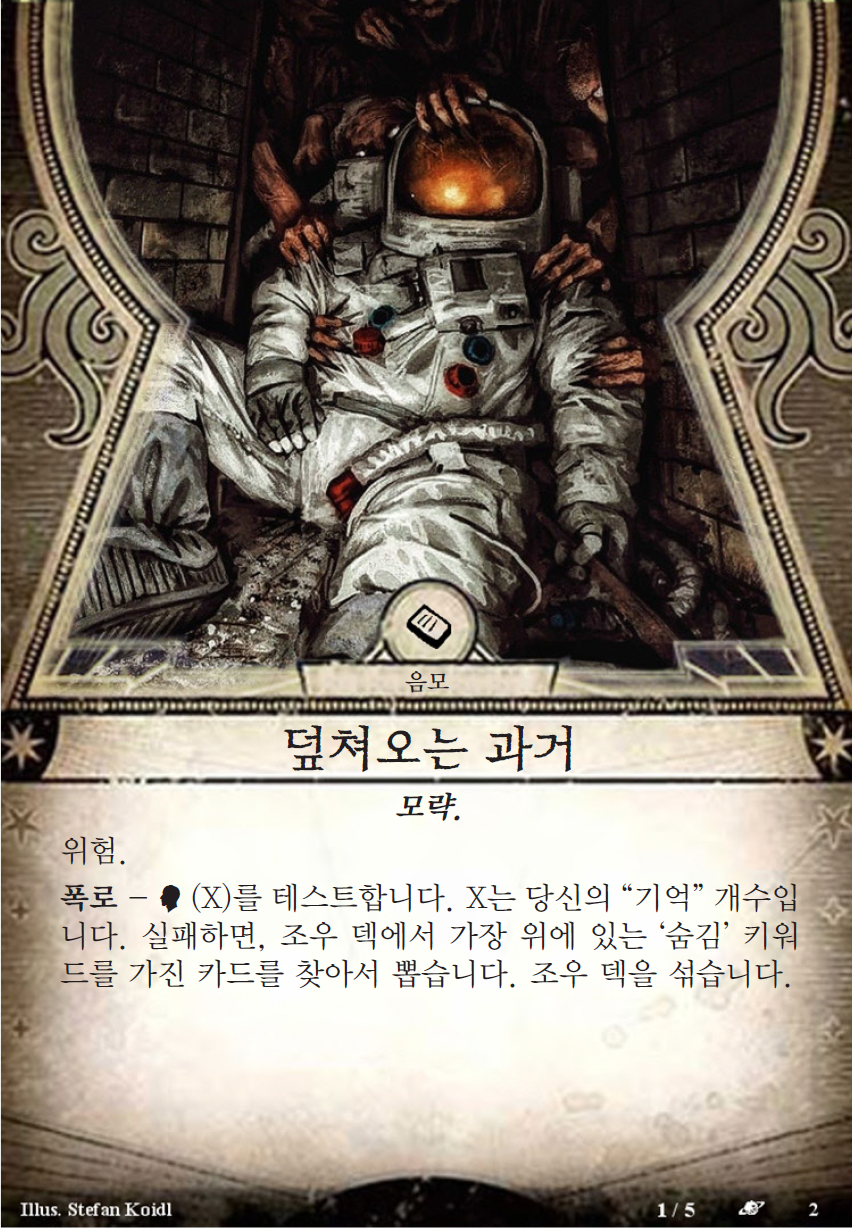 음모
덮쳐오는 과거
모략.
위험.
폭로 – (X)를 테스트합니다. X는 당신의 “기억” 개수입
니다. 실패하면, 조우 덱에서 가장 위에 있는 ‘숨김’ 키워
드를 가진 카드를 찾아서 뽑습니다. 조우 덱을 섞습니다.
Illus. Stefan Koidl
1 / 5
2